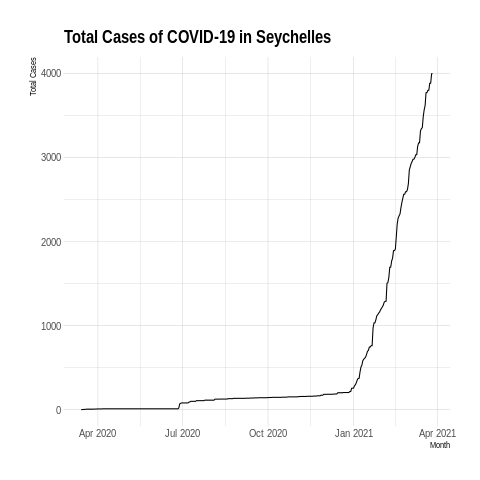 Total Cases of COVID-19 in Seychelles
Total Cases
4000
3000
2000
1000
0
Apr 2020 Jul 2020 Oct 2020 Jan 2021 Apr 2021
Month